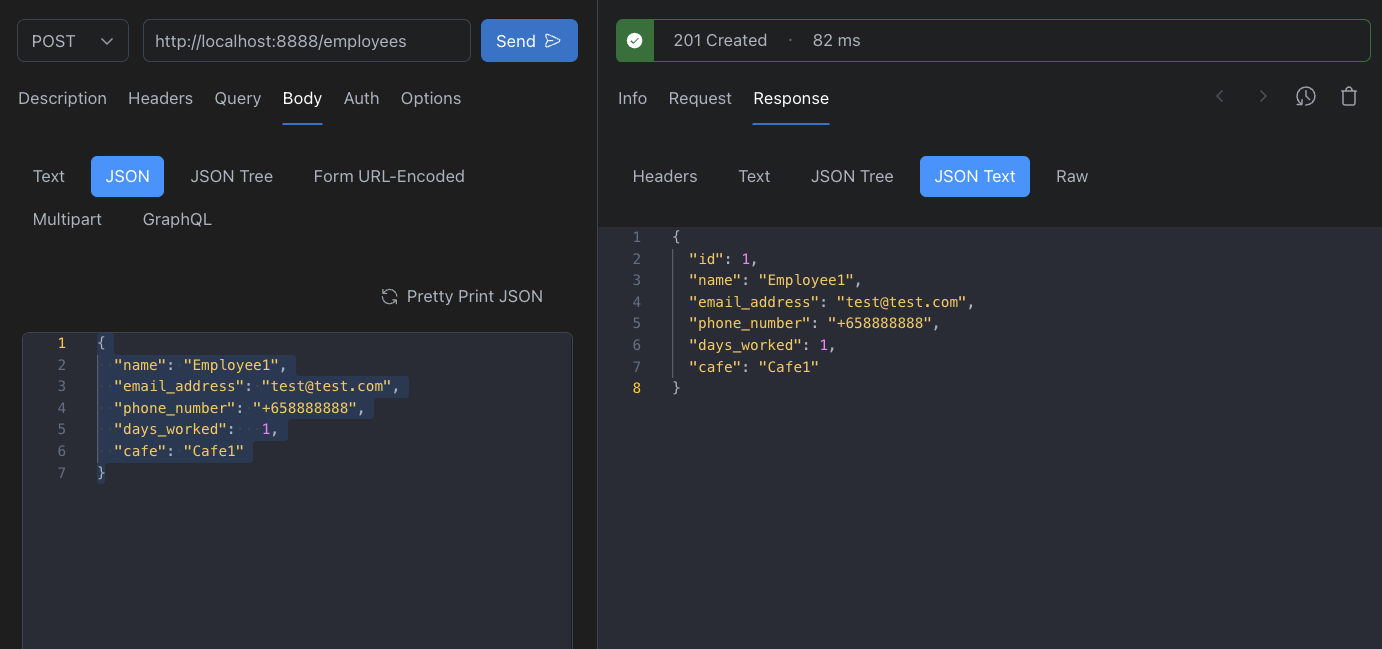 POST
http://localhost:8888/employees
Send
Description Headers Query Body Auth Options
Text JSON JSON Tree Form URL-Encoded
Multipart GraphQL
Pretty Print JSON
1 {
2 "name": "Employee1",
3 "email_address": "test@test.com",
4 "phone_number": "+658888888",
5 "days_worked": 1,
6 "cafe": "Cafe1"
7 }
201 Created · 82 ms
Info Request Response
Headers Text JSON Tree JSON Text Raw
1 {
2 "id": 1,
3 "name": "Employee1",
4 "email_address": "test@test.com",
5 "phone_number": "+658888888",
6 "days_worked": 1,
7 "cafe": "Cafe1"
8 }